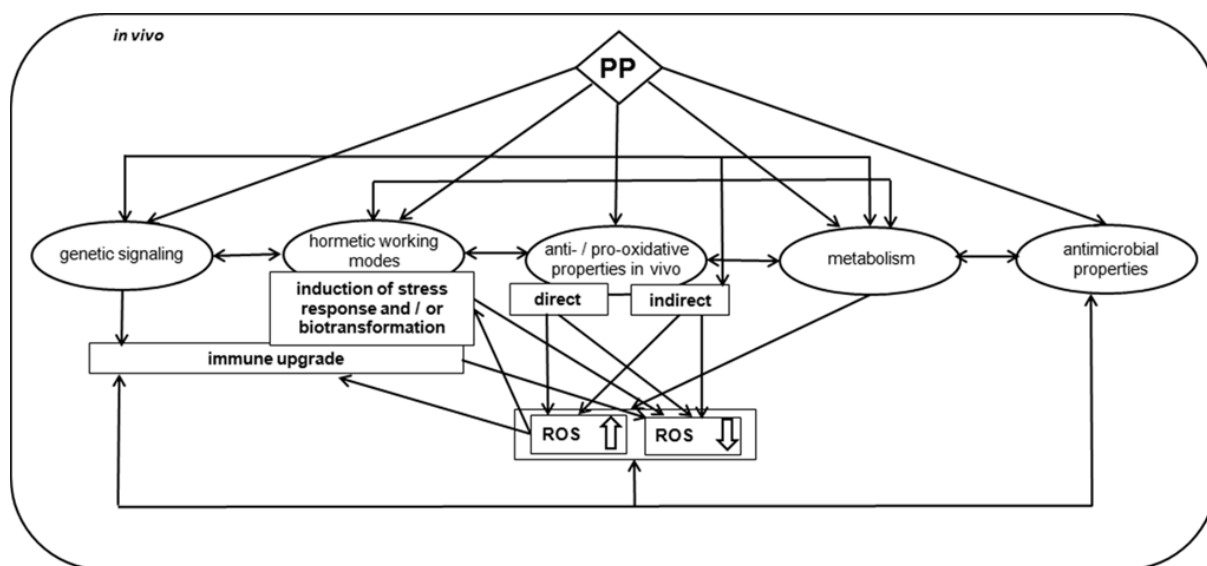 in vivo
PP
genetic signaling
hormetic working
modes
anti- / pro-oxidative
properties in vivo
metabolism
antimicrobial
properties
induction of stress
response and / or
biotransformation
direct
indirect
immune upgrade
ROS
ROS